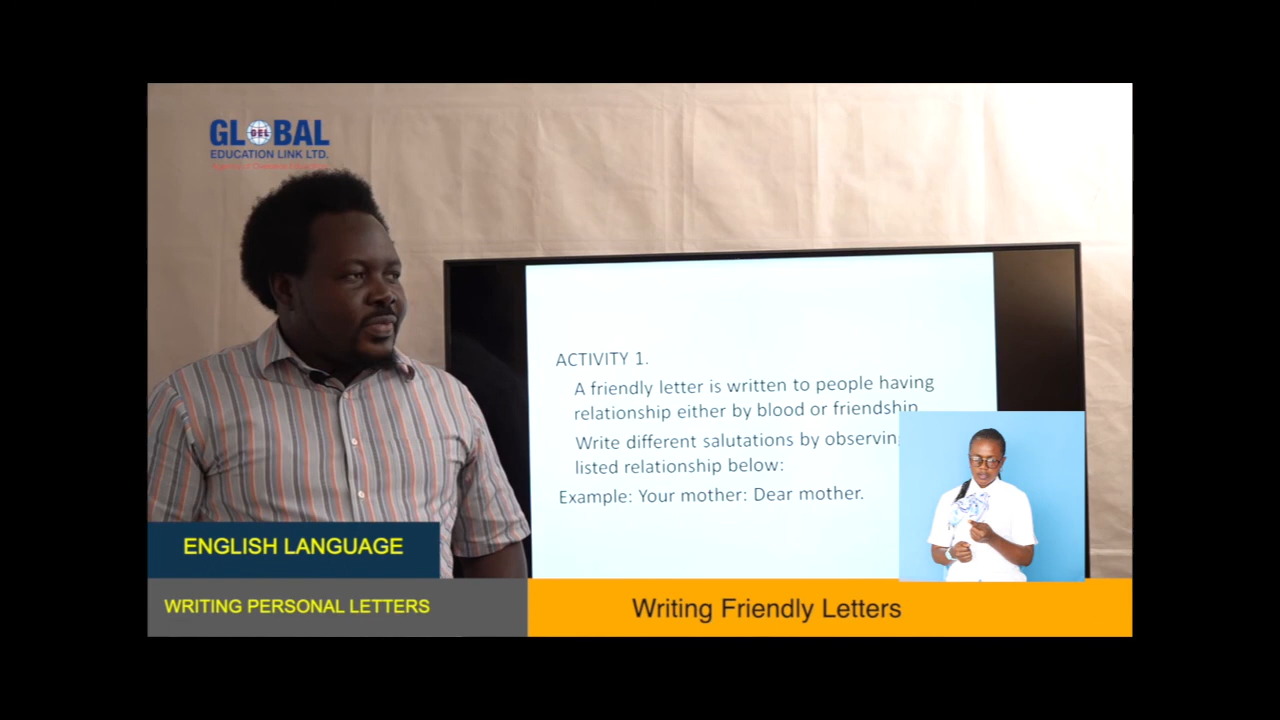 GLOBAL
GEL
EDUCATION LINK LTD.
ACTIVITY 1.
A friendly letter is written to people having
relationship either by blood or friendship
Write different salutations by observin
listed relationship below:
Example: Your mother: Dear mother.
ENGLISH LANGUAGE
WRITING PERSONAL LETTERS
Writing Friendly Letters